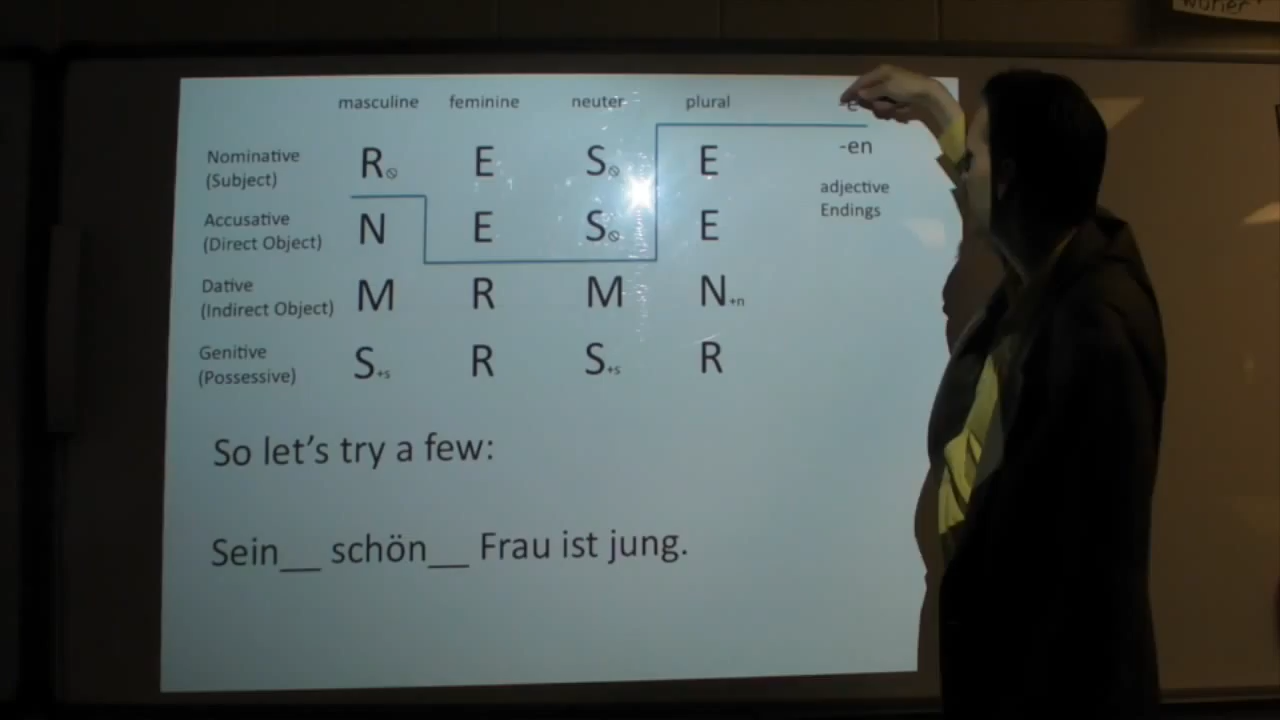 masculine feminine neuter plural -e
Nominative
(Subject)
R⦸ E S⦸ E
-en
adjective
Endings
Accusative
(Direct Object)
N E S⦸ E
Dative
(Indirect Object)
M R M N+n
Genitive
(Possessive)
S+s R S+s R
So let's try a few:
Sein__ schön__ Frau ist jung.